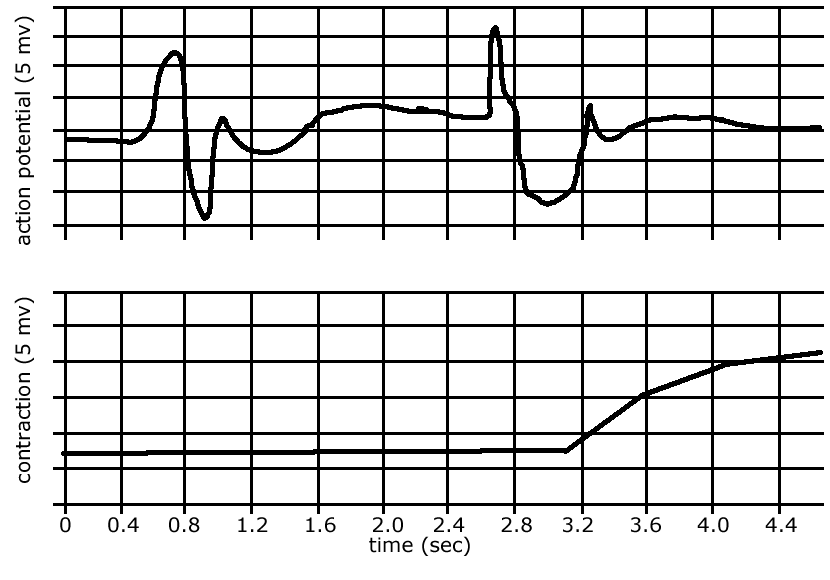 action potential (5 mv)
contraction (5 mv)
0 0.4 0.8 1.2 1.6 2.0 2.4 2.8 3.2 3.6 4.0 4.4
time (sec)